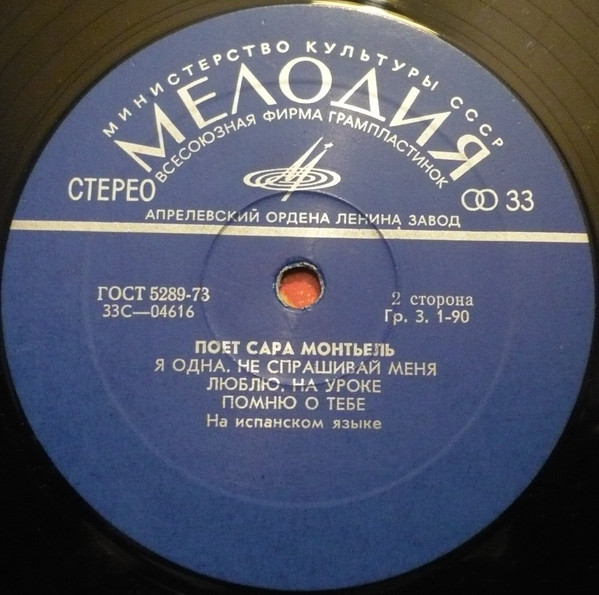 МИНИСТЕРСТВО КУЛЬТУРЫ СССР
МЕЛОДИЯ
ВСЕСОЮЗНАЯ ФИРМА ГРАМПЛАСТИНОК
СТЕРЕО
33
АПРЕЛЕВСКИЙ ОРДЕНА ЛЕНИНА ЗАВОД
ГОСТ 5289-73
33С—04616
2 сторона
Гр. 3. 1-90
ПОЕТ САРА МОНТЬЕЛЬ
Я ОДНА. НЕ СПРАШИВАЙ МЕНЯ
ЛЮБЛЮ. НА УРОКЕ
ПОМНЮ О ТЕБЕ
На испанском языке